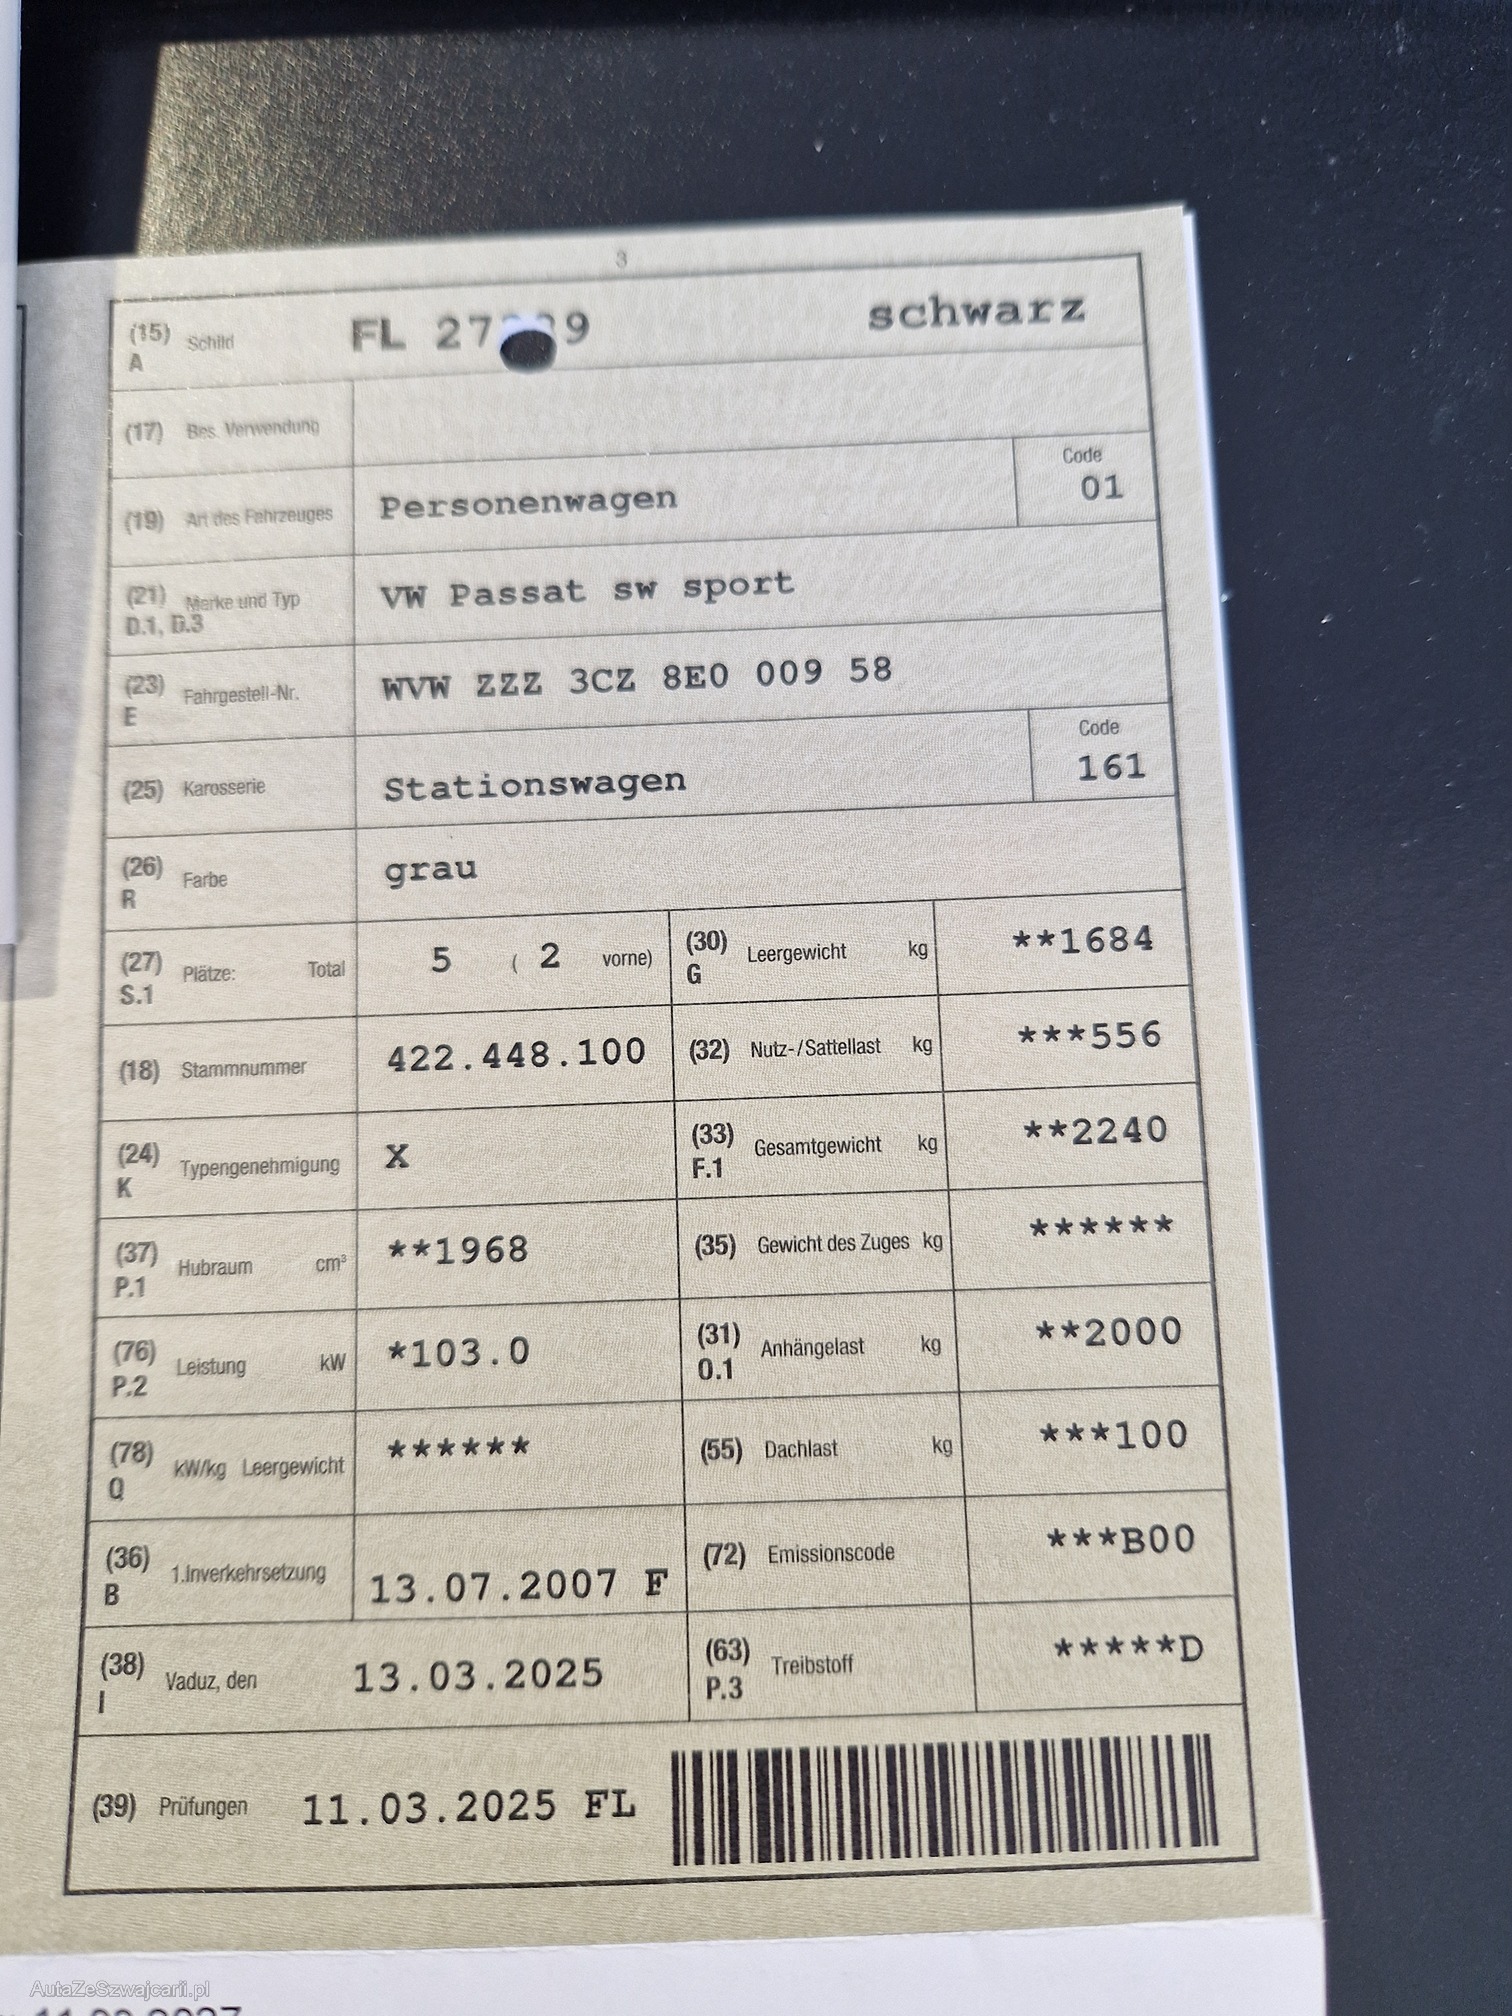 3
(15) A Schild FL 27 9 schwarz
(17) Bes. Verwendung
(19) Art des Fahrzeuges Personenwagen Code 01
(21) D.1, D.3 Marke und Typ VW Passat sw sport
(23) E Fahrgestell-Nr. WVW ZZZ 3CZ 8E0 009 58
(25) Karosserie Stationswagen Code 161
(26) R Farbe grau
(27) S.1 Plätze: Total 5 ( 2 vorne) (30) G Leergewicht kg **1684
(18) Stammnummer 422.448.100 (32) Nutz-/Sattellast kg ***556
(24) K Typengenehmigung X (33) F.1 Gesamtgewicht kg **2240
(37) P.1 Hubraum cm³ **1968 (35) Gewicht des Zuges kg ******
(76) P.2 Leistung kW *103.0 (31) O.1 Anhängelast kg **2000
(78) Q kW/kg Leergewicht ****** (55) Dachlast kg ***100
(36) B 1.Inverkehrsetzung 13.07.2007 F (72) Emissionscode ***B00
(38) I Vaduz, den 13.03.2025 (63) P.3 Treibstoff *****D
(39) Prüfungen 11.03.2025 FL
AutaZeSzwajcarii.pl